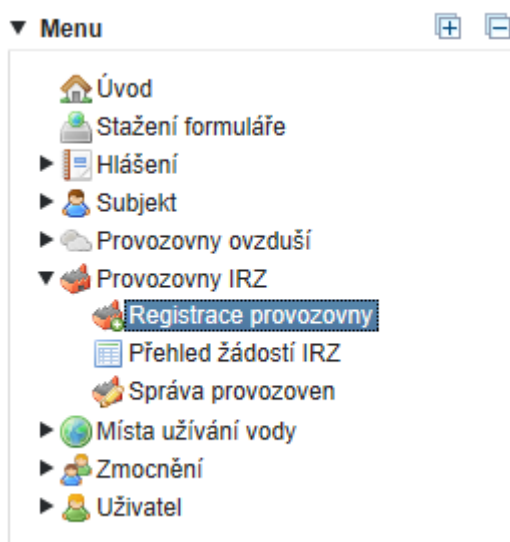 Menu
Úvod
Stažení formuláře
Hlášení
Subjekt
Provozovny ovzduší
Provozovny IRZ
Registrace provozovny
Přehled žádostí IRZ
Správa provozoven
Místa užívání vody
Zmocnění
Uživatel